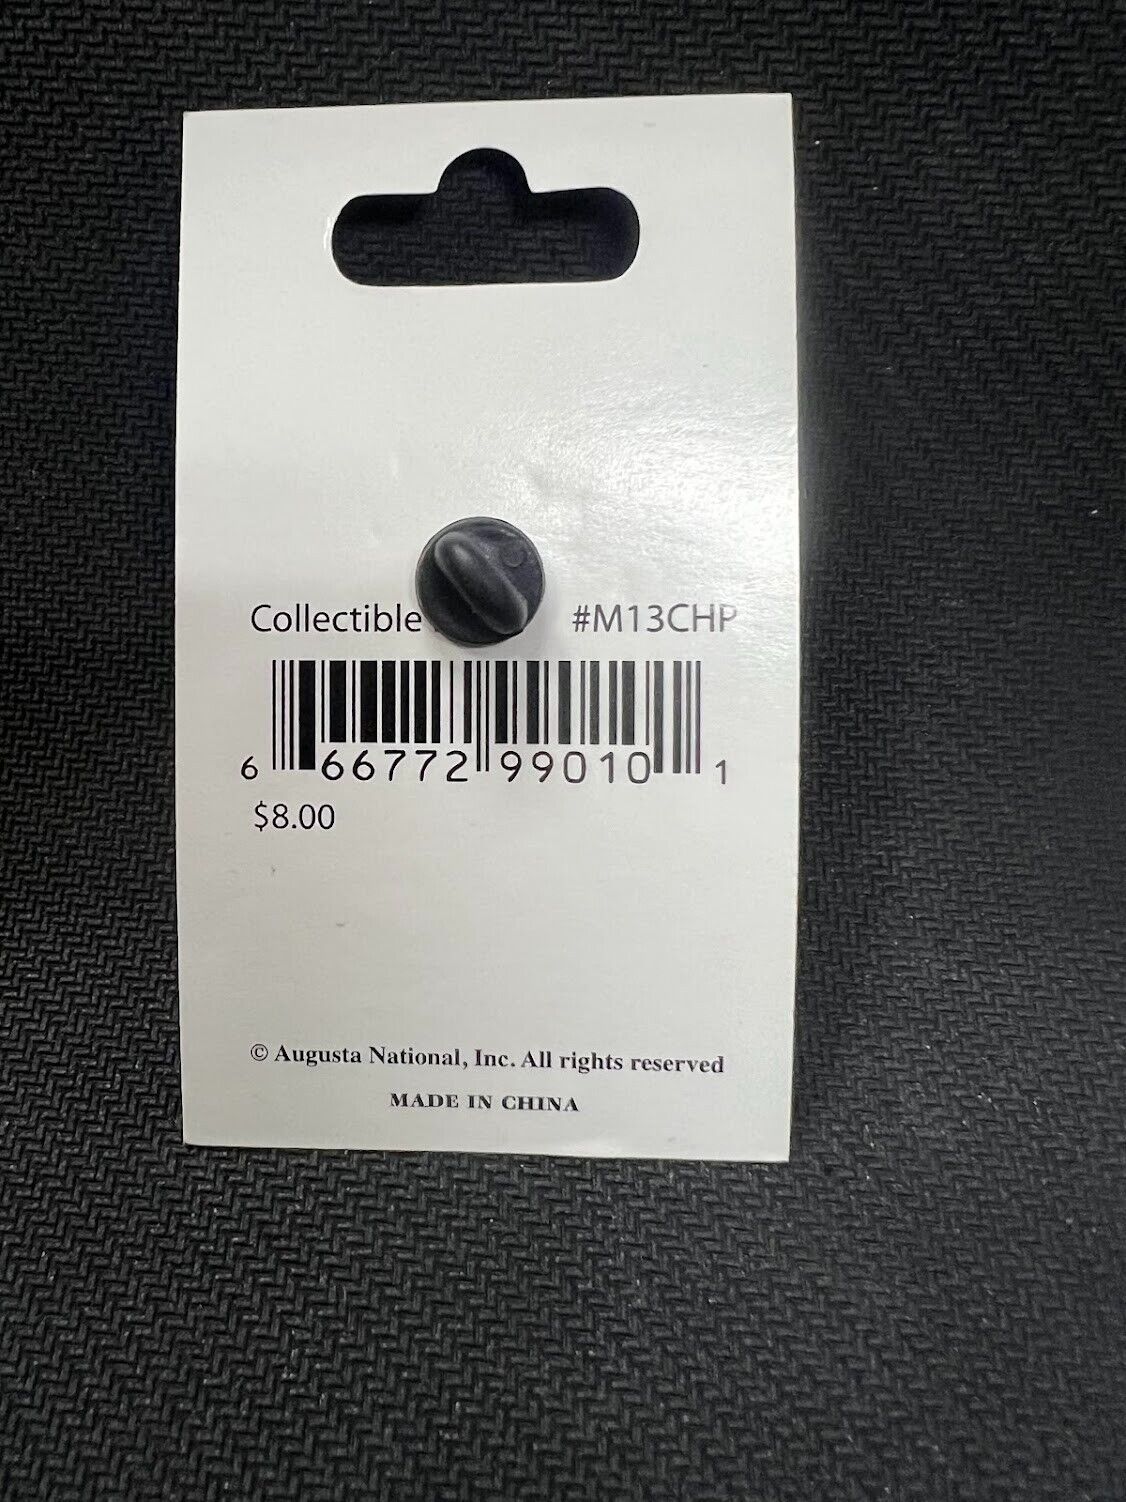 Collectible #M13CHP
6 66772 99010 1
$8.00
© Augusta National, Inc. All rights reserved
MADE IN CHINA